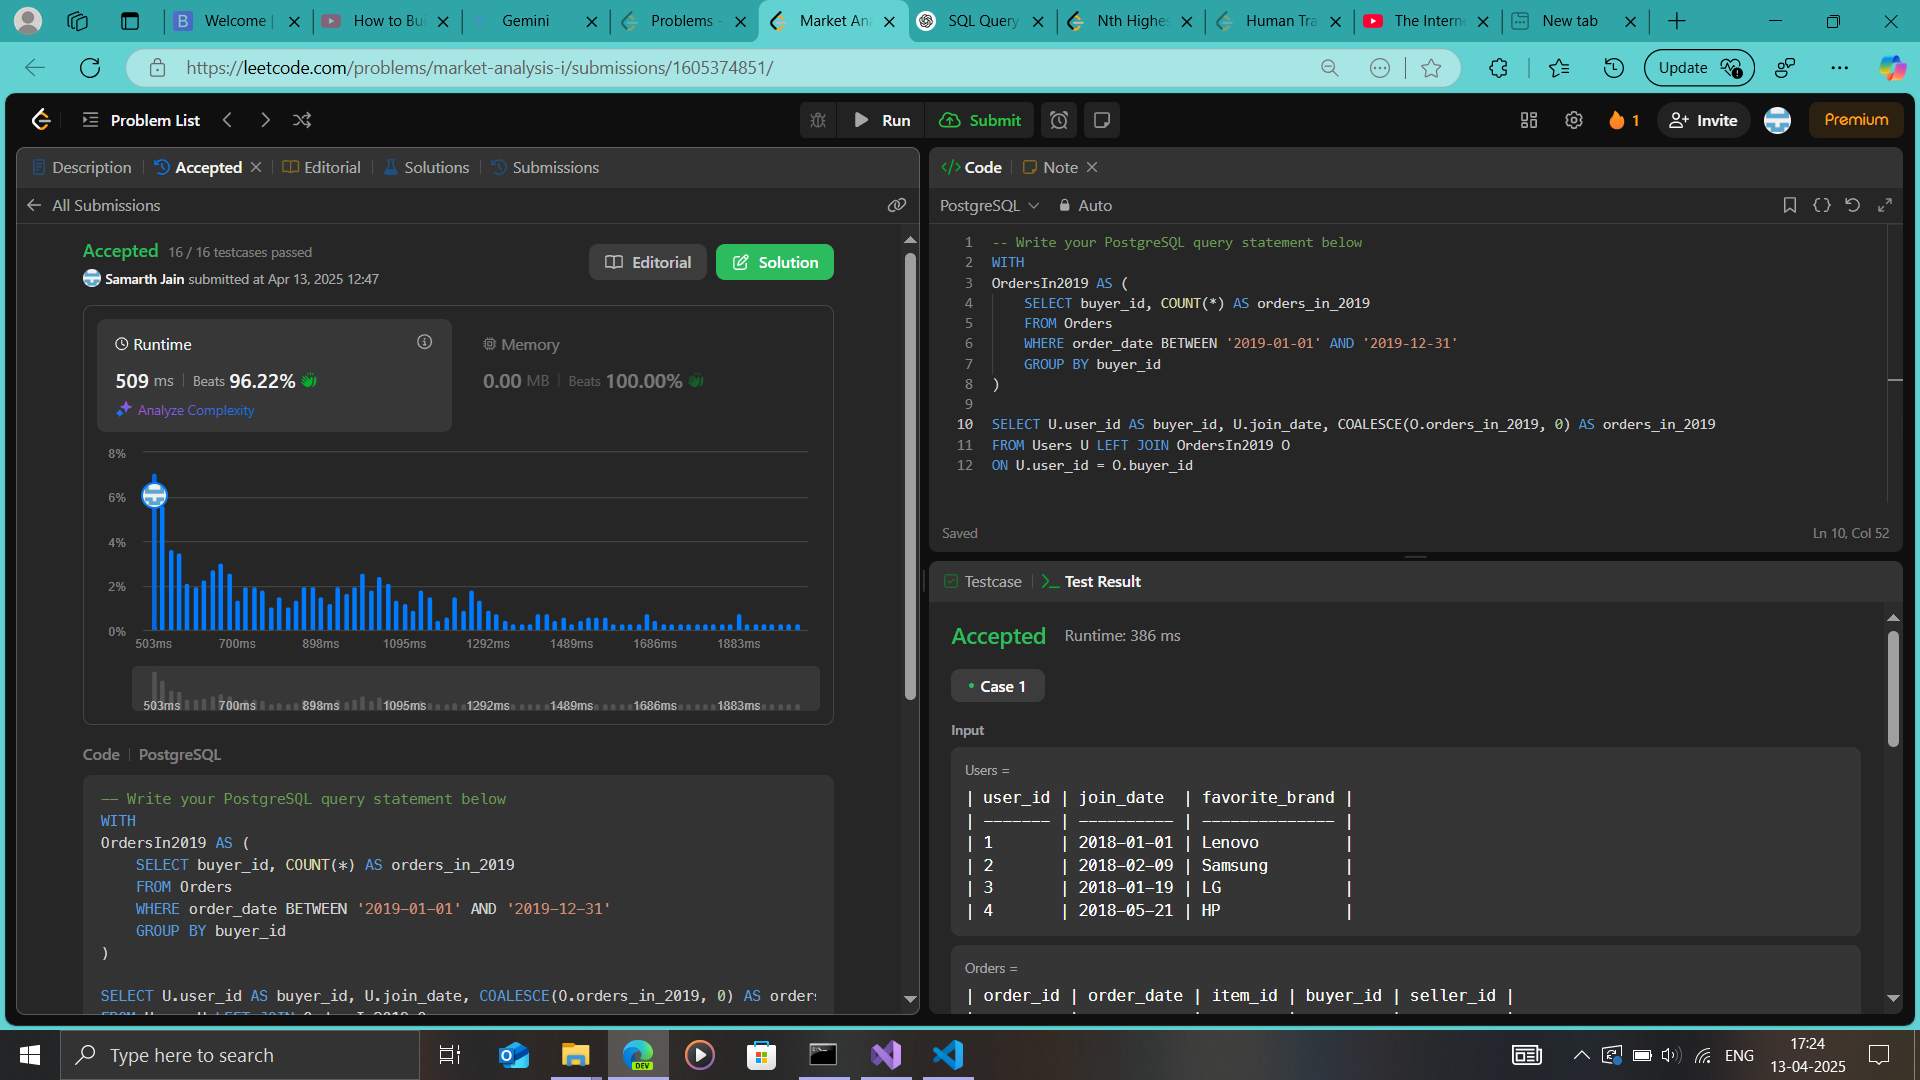 Welcome |
How to Bui
Gemini
Problems -
Market Ana
SQL Query
Nth Highes
Human Tra
The Intern
New tab
https://leetcode.com/problems/market-analysis-i/submissions/1605374851/
Update
Problem List
Run
Submit
1
Invite
Premium
Description
Accepted
Editorial
Solutions
Submissions
All Submissions
Accepted 16 / 16 testcases passed
Samarth Jain submitted at Apr 13, 2025 12:47
Editorial
Solution
Runtime
509 ms | Beats 96.22%
Analyze Complexity
Memory
0.00 MB | Beats 100.00%
8%
6%
4%
2%
0%
503ms 700ms 898ms 1095ms 1292ms 1489ms 1686ms 1883ms
503ms 700ms 898ms 1095ms 1292ms 1489ms 1686ms 1883ms
Code | PostgreSQL
-- Write your PostgreSQL query statement below
WITH
OrdersIn2019 AS (
SELECT buyer_id, COUNT(*) AS orders_in_2019
FROM Orders
WHERE order_date BETWEEN '2019-01-01' AND '2019-12-31'
GROUP BY buyer_id
)
SELECT U.user_id AS buyer_id, U.join_date, COALESCE(O.orders_in_2019, 0) AS orders
</> Code
Note
PostgreSQL
Auto
1 -- Write your PostgreSQL query statement below
2 WITH
3 OrdersIn2019 AS (
4 SELECT buyer_id, COUNT(*) AS orders_in_2019
5 FROM Orders
6 WHERE order_date BETWEEN '2019-01-01' AND '2019-12-31'
7 GROUP BY buyer_id
8 )
9
10 SELECT U.user_id AS buyer_id, U.join_date, COALESCE(O.orders_in_2019, 0) AS orders_in_2019
11 FROM Users U LEFT JOIN OrdersIn2019 O
12 ON U.user_id = O.buyer_id
Saved
Ln 10, Col 52
Testcase
>_ Test Result
Accepted Runtime: 386 ms
Case 1
Input
Users =
| user_id | join_date | favorite_brand |
| ------- | ---------- | -------------- |
| 1 | 2018-01-01 | Lenovo |
| 2 | 2018-02-09 | Samsung |
| 3 | 2018-01-19 | LG |
| 4 | 2018-05-21 | HP |
Orders =
| order_id | order_date | item_id | buyer_id | seller_id |
Type here to search
DEV
ENG
17:24
13-04-2025